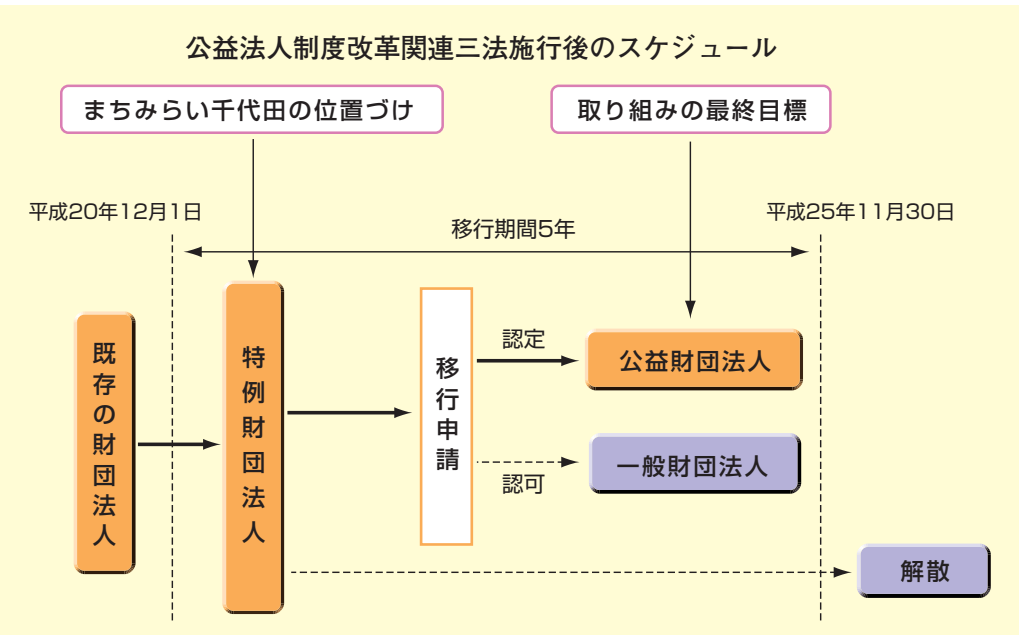 公益法人制度改革関連三法施行後のスケジュール
まちみらい千代田の位置づけ
取り組みの最終目標
平成20年12月1日
平成25年11月30日
移行期間5年
既存の財団法人
特例財団法人
移行申請
認定
公益財団法人
認可
一般財団法人
解散